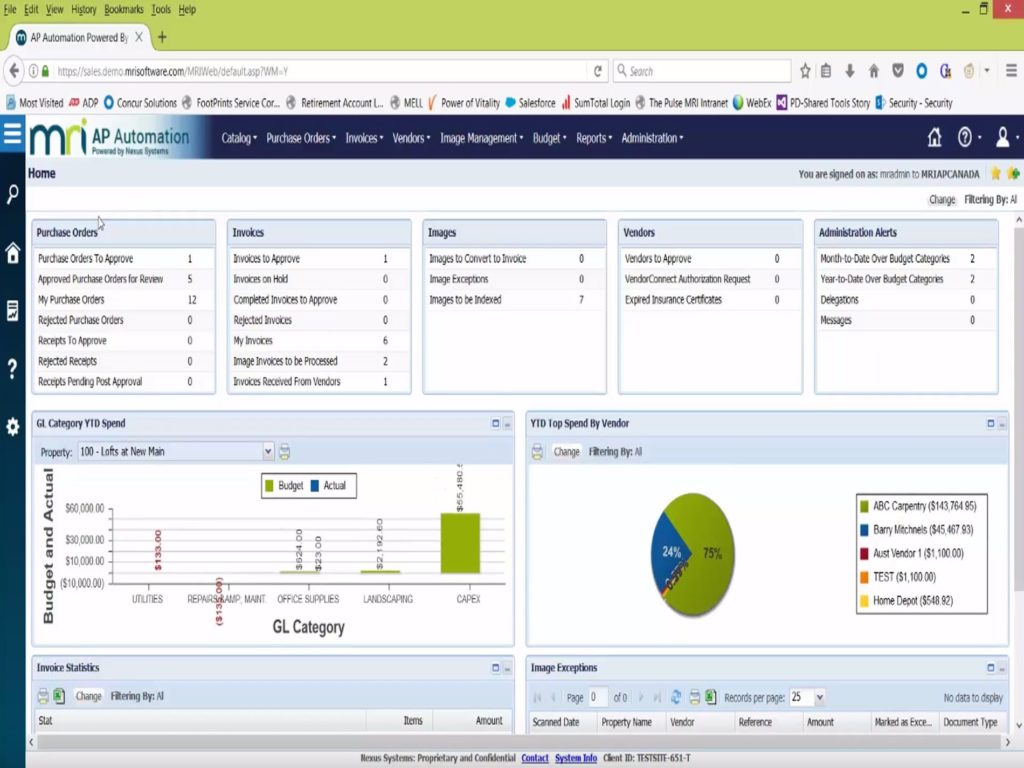 File Edit View History Bookmarks Tools Help
AP Automation Powered By
https://sales.demo.mrisoftware.com/MRIWeb/default.asp?WM=Y
Search
Most Visited ADP Concur Solutions FootPrints Service Cor... Retirement Account L... MELL Power of Vitality Salesforce SumTotal Login The Pulse MRI Intranet WebEx PD-Shared Tools Story Security - Security
mri AP Automation
Powered by Nexus Systems
Catalog Purchase Orders Invoices Vendors Image Management Budget Reports Administration
Home
You are signed on as: mradmn to MRIAPCANADA
Change Filtering By: Al
Purchase Orders
Purchase Orders To Approve 1
Approved Purchase Orders for Review 5
My Purchase Orders 12
Rejected Purchase Orders 0
Receipts To Approve 0
Rejected Receipts 0
Receipts Pending Post Approval 0
Invoices
Invoices to Approve 1
Invoices on Hold 0
Completed Invoices to Approve 0
Rejected Invoices 0
My Invoices 6
Image Invoices to be Processed 2
Invoices Received From Vendors 1
Images
Images to Convert to Invoice 0
Image Exceptions 0
Images to be Indexed 7
Vendors
Vendors to Approve 0
VendorConnect Authorization Request 0
Expired Insurance Certificates 0
Administration Alerts
Month-to-Date Over Budget Categories 2
Year-to-Date Over Budget Categories 2
Delegations 0
Messages 0
GL Category YTD Spend
Property: 100 - Lofts at New Main
Budget Actual
Budget and Actual
$60,000.00
$30,000.00
$10,000.00
($10,000.00)
$133.00
$624.00
$23.00
$2,192.60
$55,480.
UTILITIES REPAIRS &AMP; MAINT. OFFICE SUPPLIES LANDSCAPING CAPEX
GL Category
YTD Top Spend By Vendor
Change Filtering By: Al
24%
75%
ABC Carpentry ($143,764.95)
Barry Mitchnels ($45,467.93)
Aust Vendor 1 ($1,100.00)
TEST ($1,100.00)
Home Depot ($548.92)
Invoice Statistics
Change Filtering By: Al
Stat Items Amount
Image Exceptions
Page 0 of 0 Records per page: 25 No data to display
Scanned Date Property Name Vendor Reference Amount Marked as Exce... Document Type
Nexus Systems: Proprietary and Confidential Contact System Info Client ID: TESTSITE-651-T